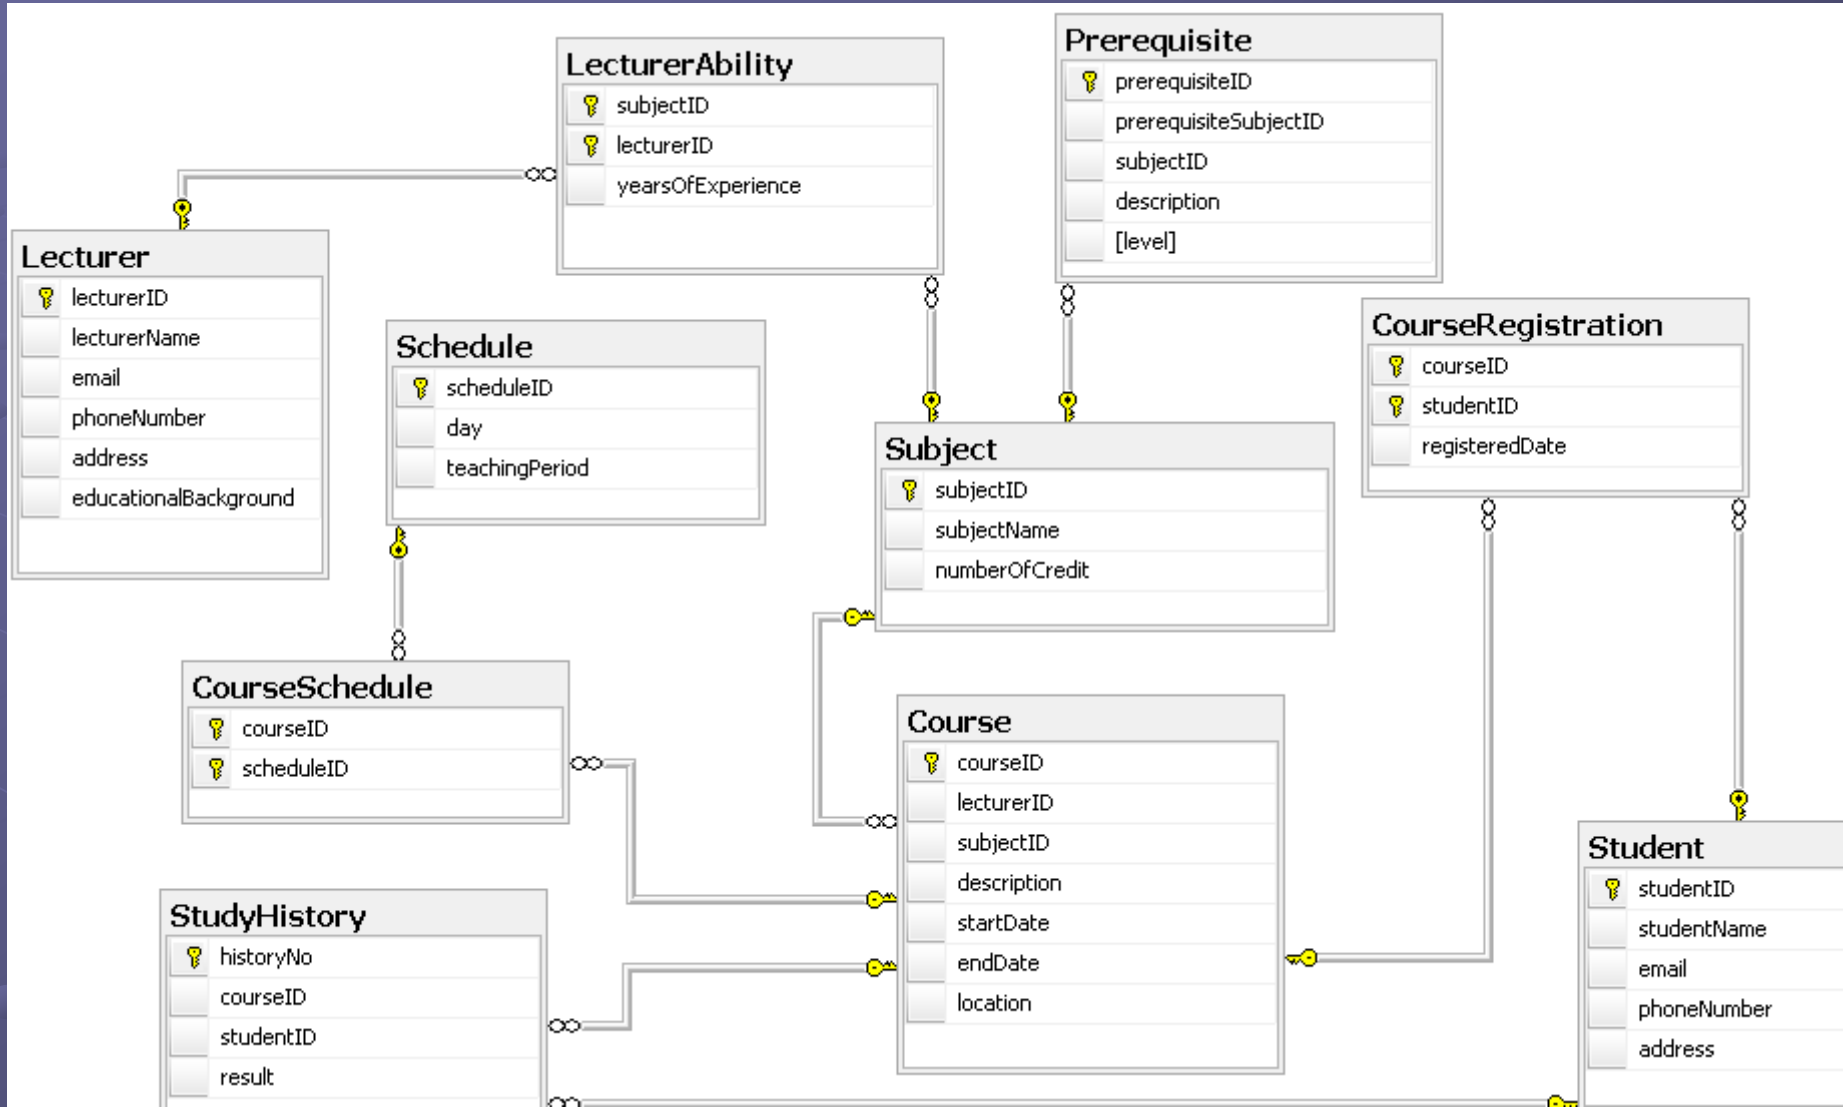 LecturerAbility
subjectID
lecturerID
yearsOfExperience
Prerequisite
prerequisiteID
prerequisiteSubjectID
subjectID
description
[level]
Lecturer
lecturerID
lecturerName
email
phoneNumber
address
educationalBackground
Schedule
scheduleID
day
teachingPeriod
CourseRegistration
courseID
studentID
registeredDate
Subject
subjectID
subjectName
numberOfCredit
CourseSchedule
courseID
scheduleID
Course
courseID
lecturerID
subjectID
description
startDate
endDate
location
Student
studentID
studentName
email
phoneNumber
address
StudyHistory
historyNo
courseID
studentID
result